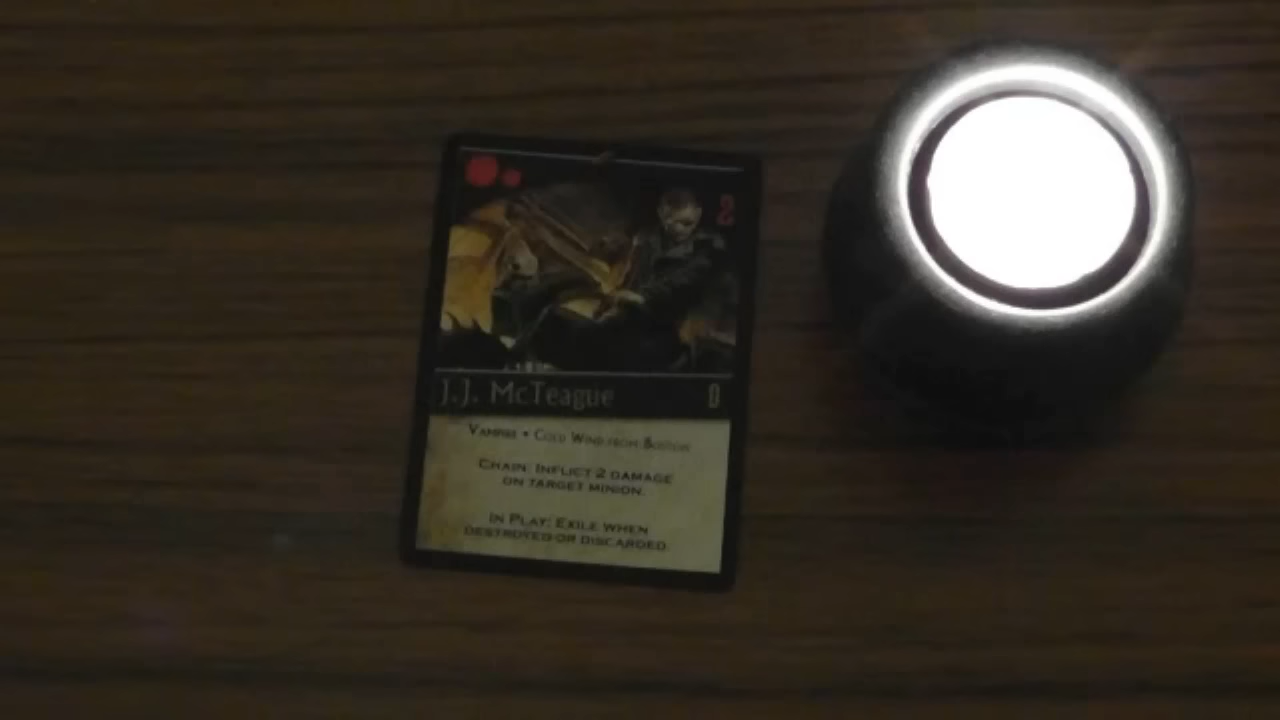 2
J.J. McTeague 0
Vampire • Cold Wind from Boston
Chain: Inflict 2 damage
on target minion.
In Play: Exile when
destroyed or discarded.